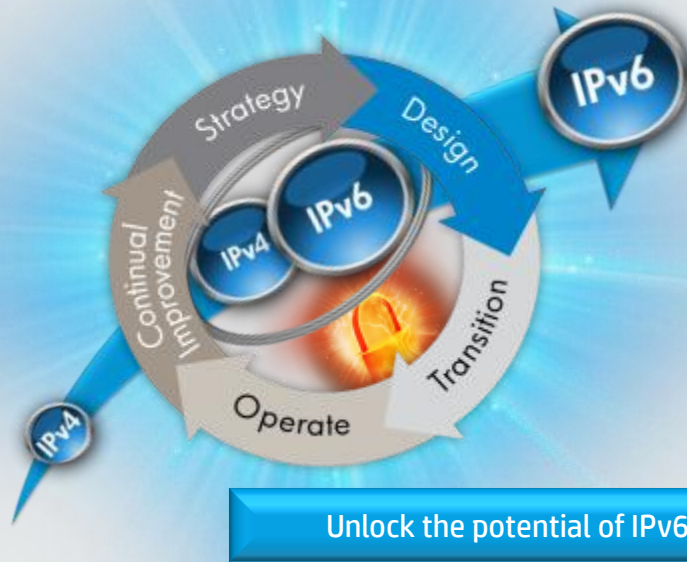 IPv6
Strategy
Design
IPv6
IPv4
Continual
Improvement
Transition
Operate
IPv4
Unlock the potential of IPv6